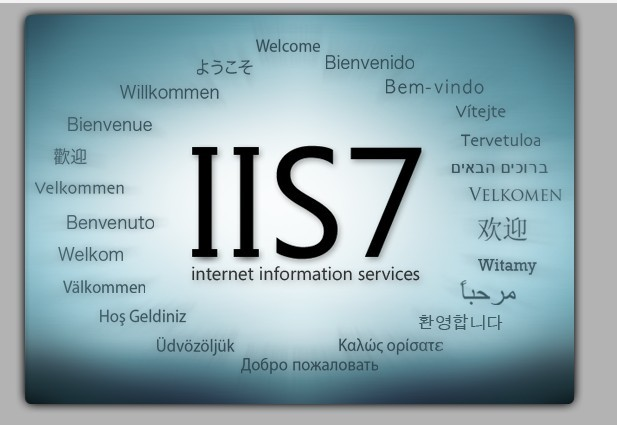 Welcome
ようこそ
Bienvenido
Willkommen
Bem-vindo
Vítejte
Bienvenue
Tervetuloa
歡迎
ברוכים הבאים
Velkommen
VELKOMEN
IIS7
Benvenuto
欢迎
Welkom
Witamy
internet information services
Välkommen
مرحباً
Hoş Geldiniz
환영합니다
Üdvözöljük
Καλώς ορίσατε
Добро пожаловать